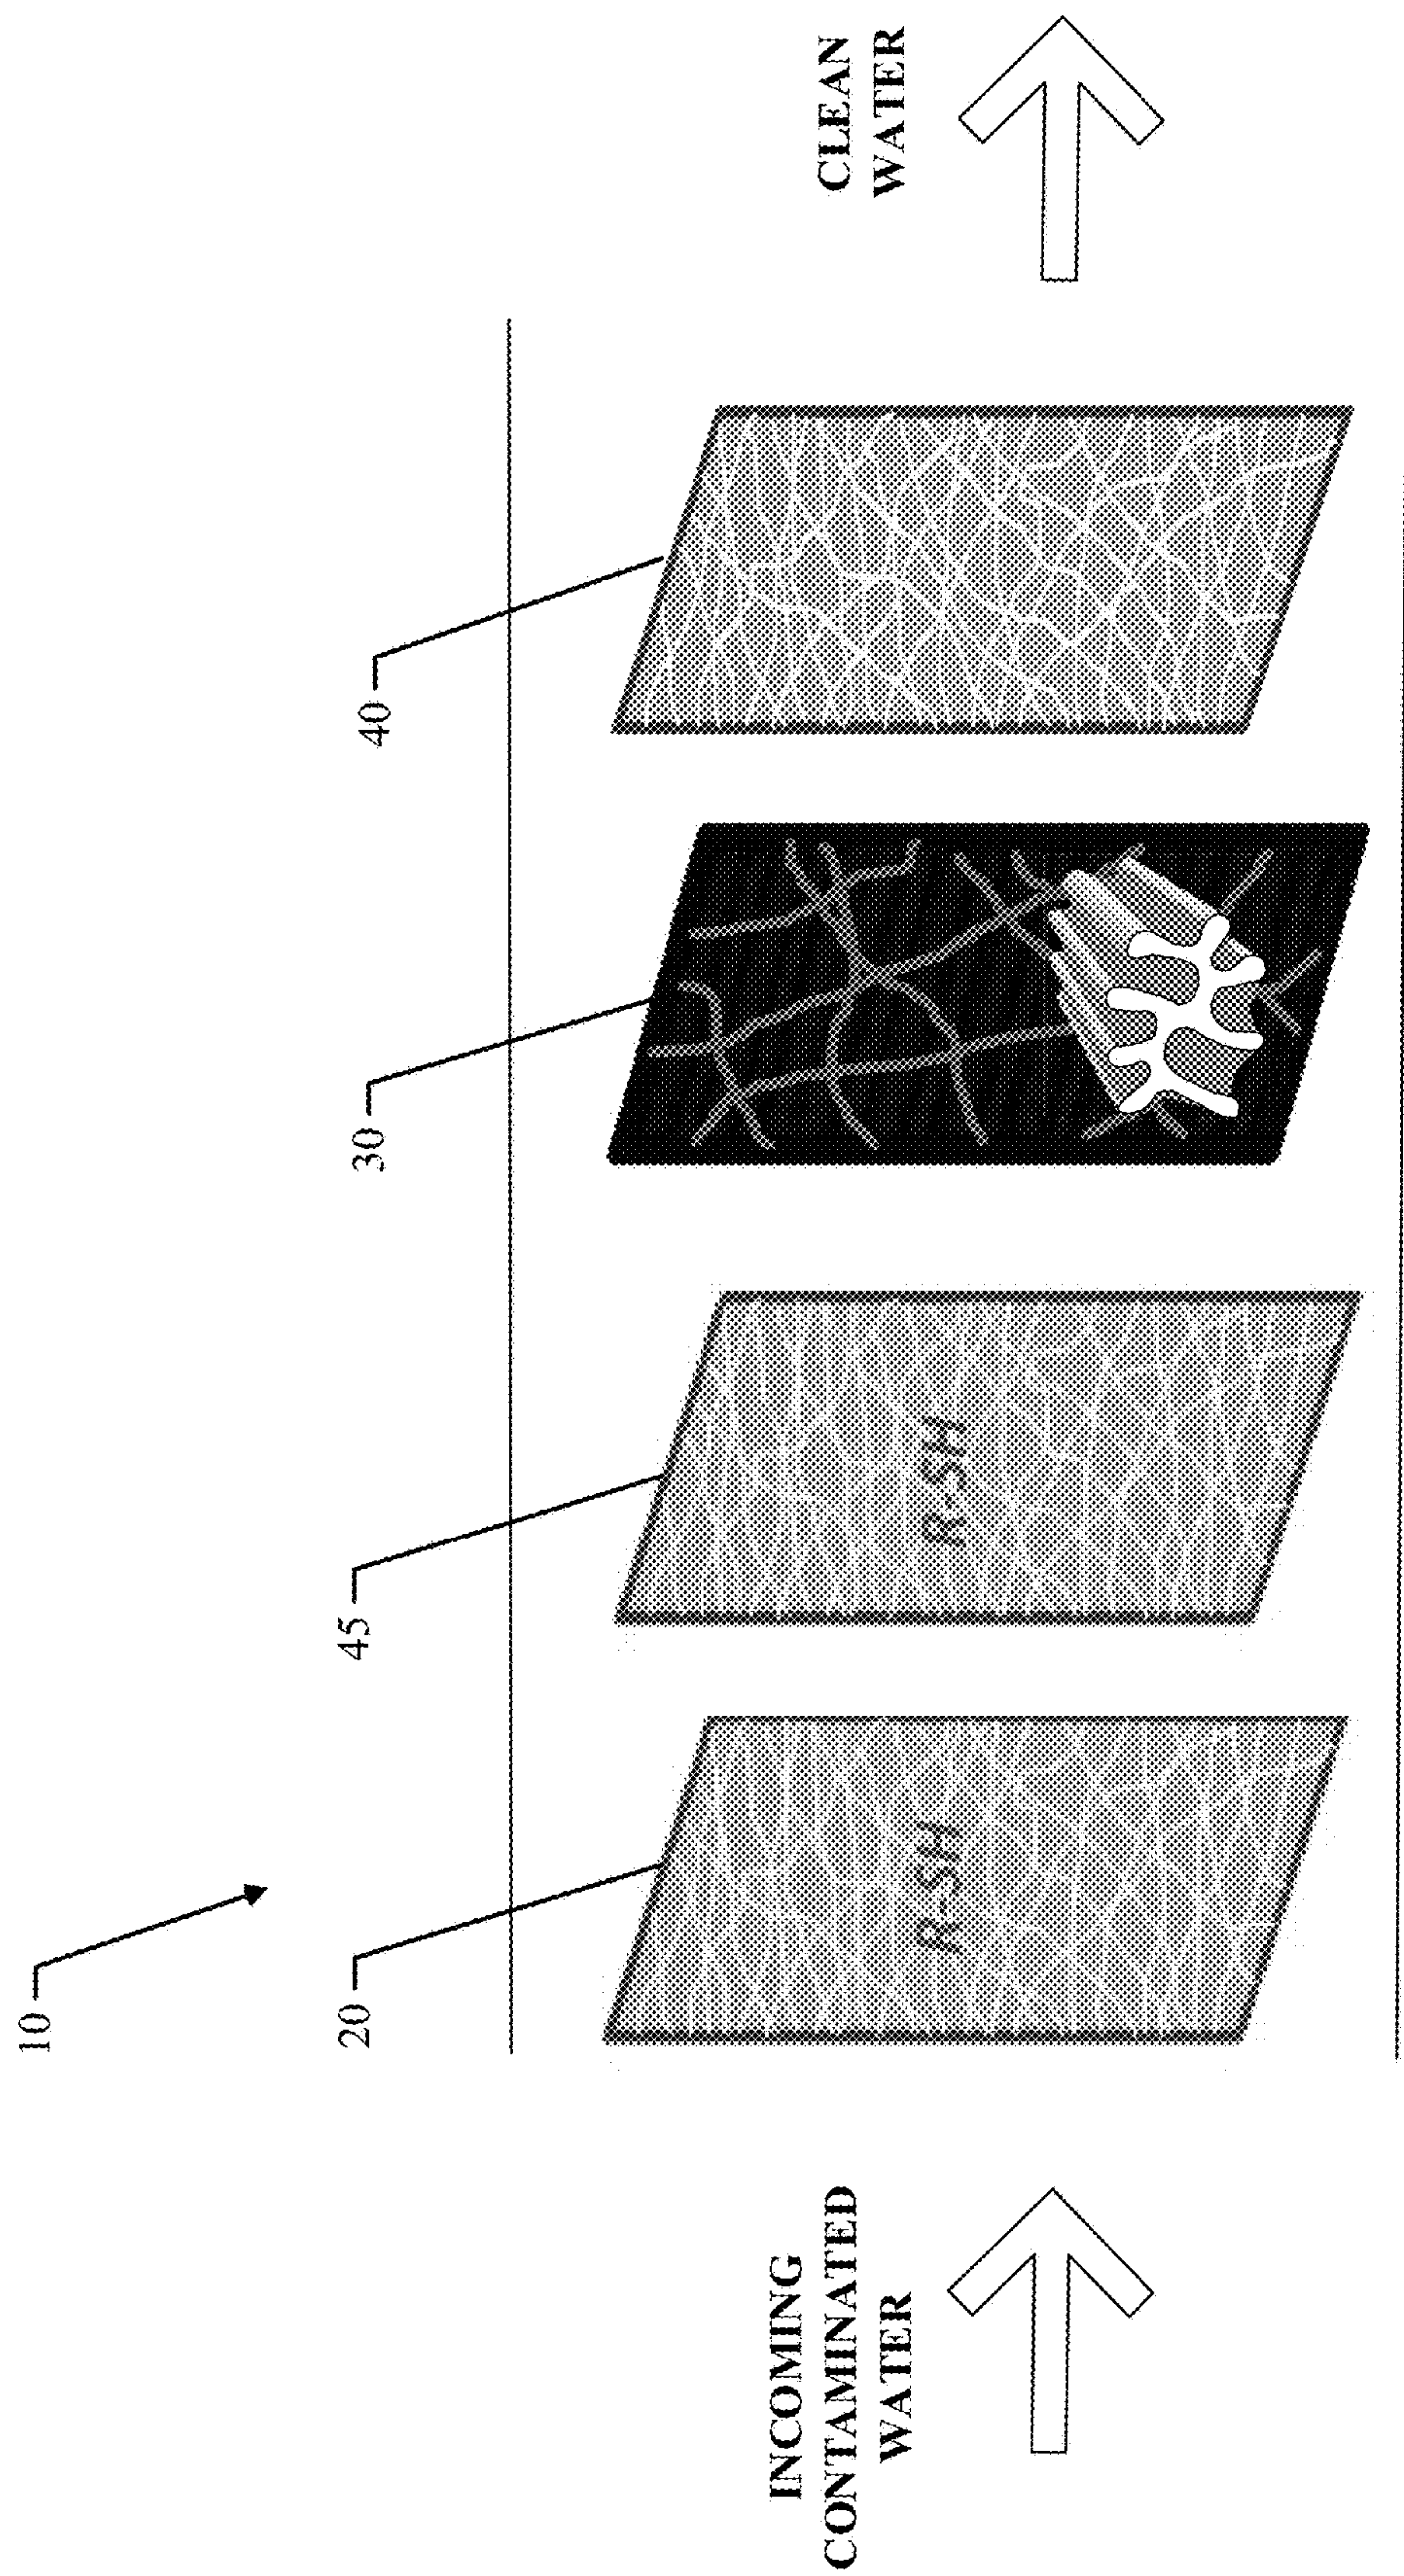 10
20
45
30
40
INCOMING
CONTAMINATED
WATER
R-SH
R-SH
CLEAN
WATER